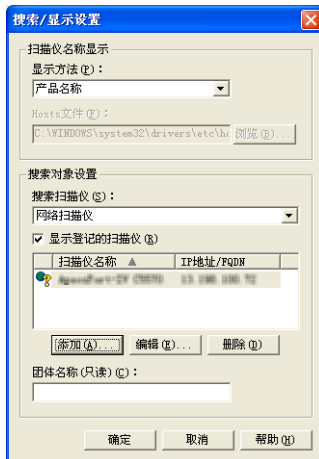 搜索/显示设置
扫描仪名称显示
显示方法(P)：
产品名称
Hosts文件(F)：
C:\WINDOWS\system32\drivers\etc\ho 浏览(B)...
搜索对象设置
搜索扫描仪(S)：
网络扫描仪
显示登记的扫描仪(R)
扫描仪名称 IP地址/FQDN
添加(A)... 编辑(E)... 删除(D)
团体名称(只读)(C)：
确定 取消 帮助(H)